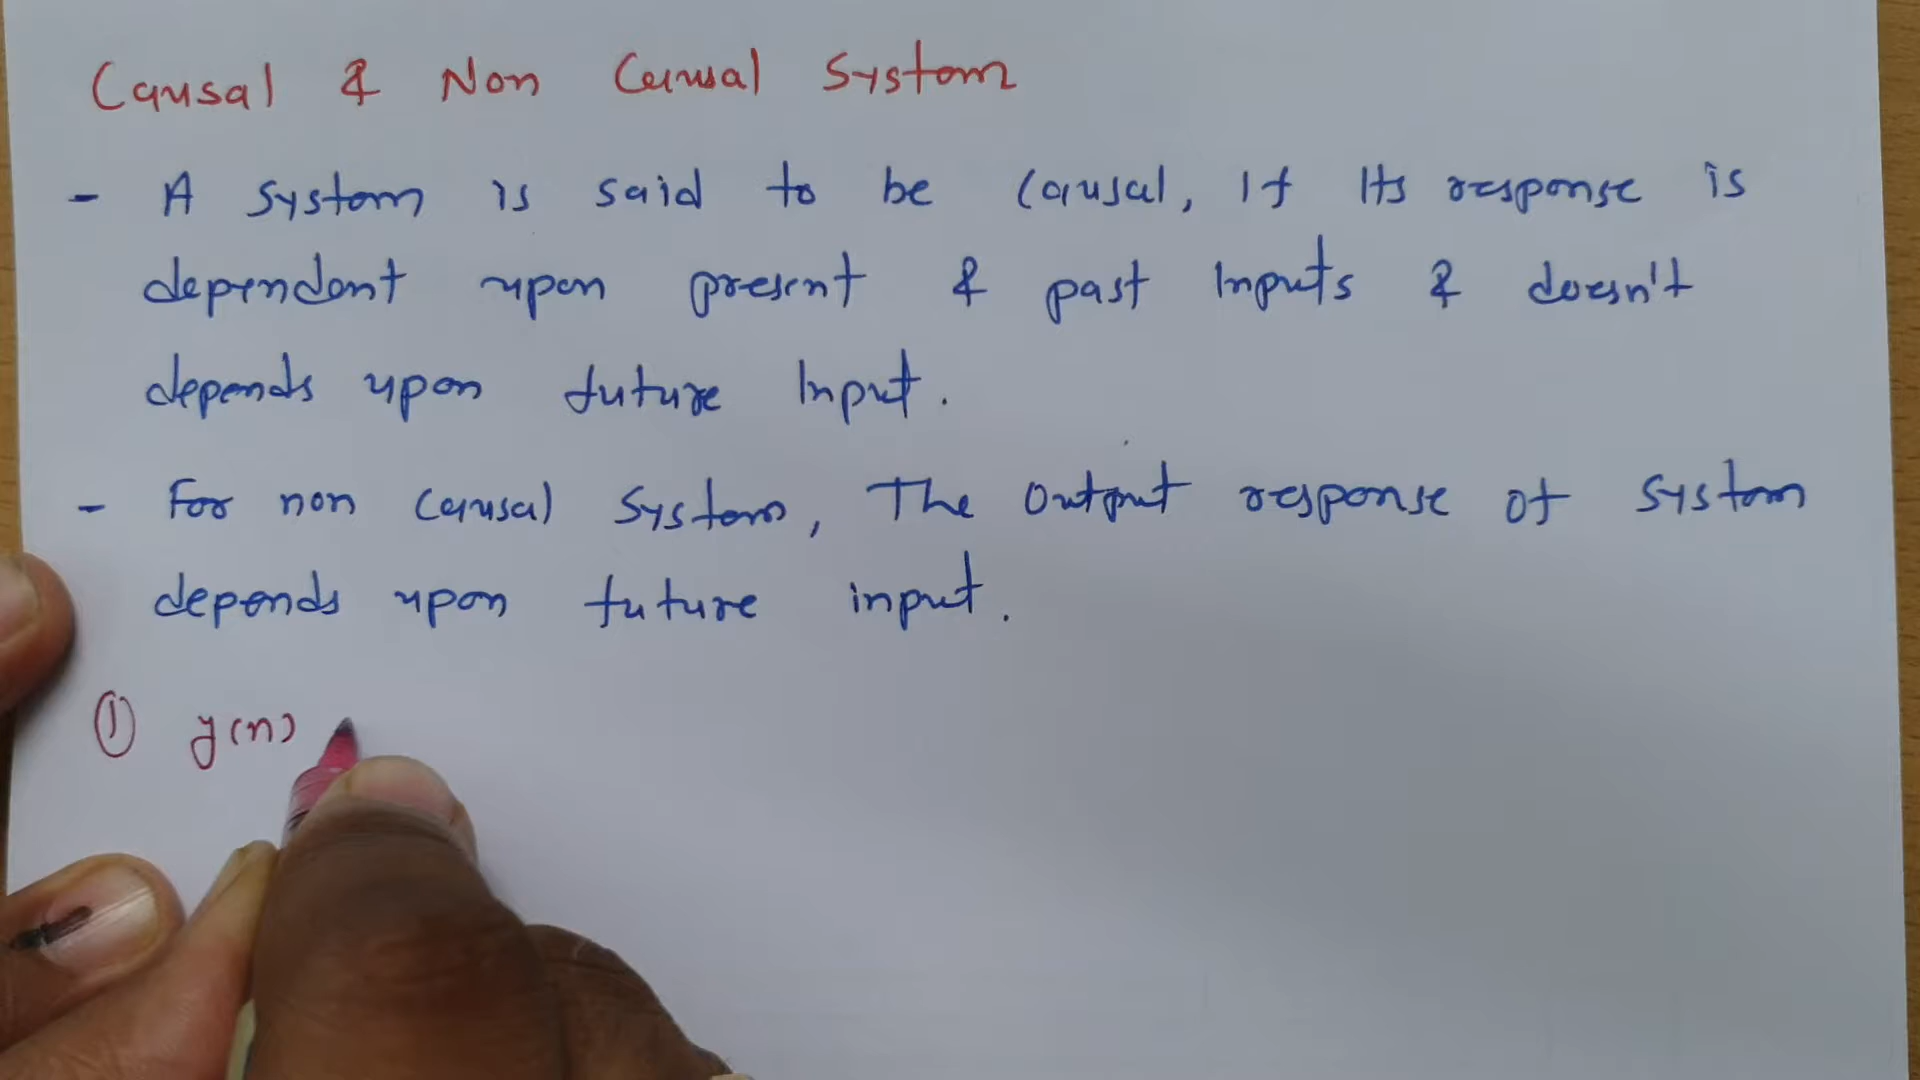 Causal & Non Causal System
- A system is said to be causal, If Its response is
dependent upon present & past Inputs & doesn't
depends upon future Input.
- For non causal system, The output response of system
depends upon future input.
① y(n)